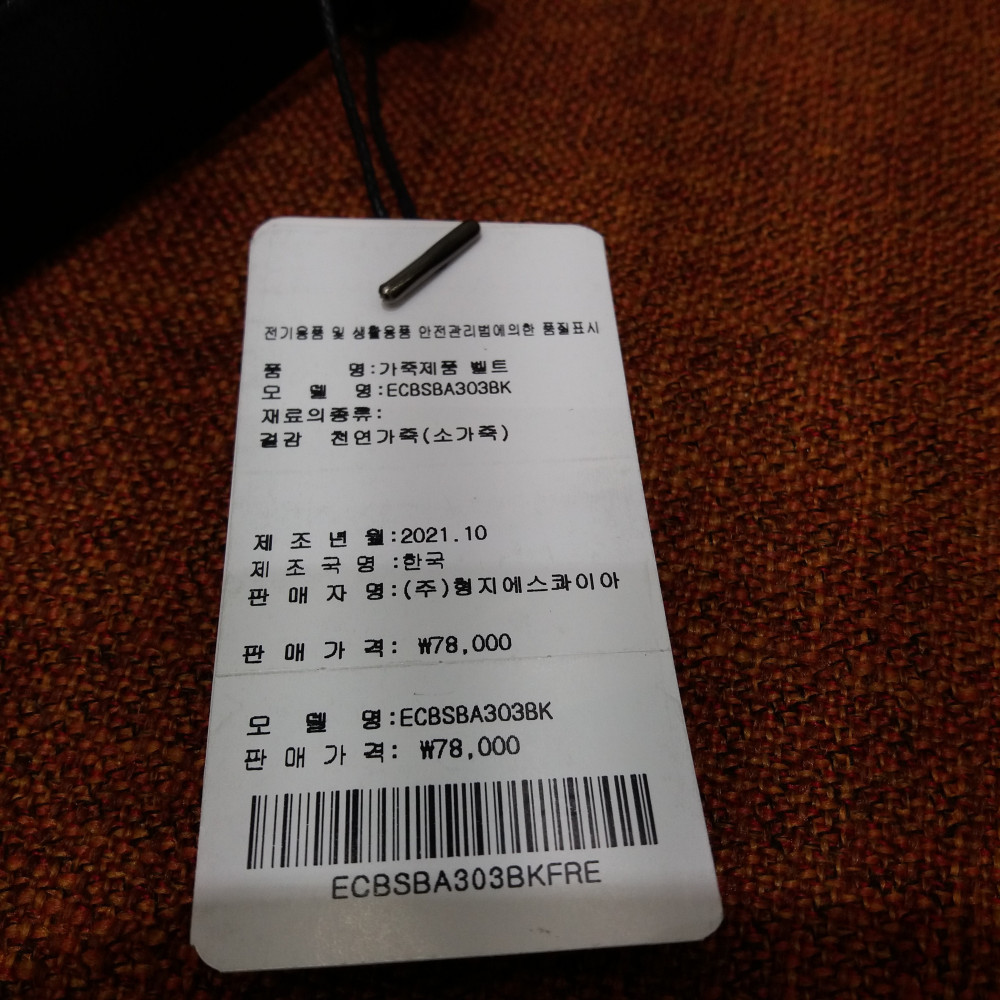 전기용품 및 생활용품 안전관리법에의한 품질표시
품 명:가죽제품 벨트
모 델 명:ECBSBA303BK
재료의종류:
겉감 천연가죽(소가죽)
제 조 년 월:2021.10
제 조 국 명 :한국
판 매 자 명:(주)형지에스콰이아
판 매 가 격: ₩78,000
모 델 명:ECBSBA303BK
판 매 가 격: ₩78,000
ECBSBA303BKFRE